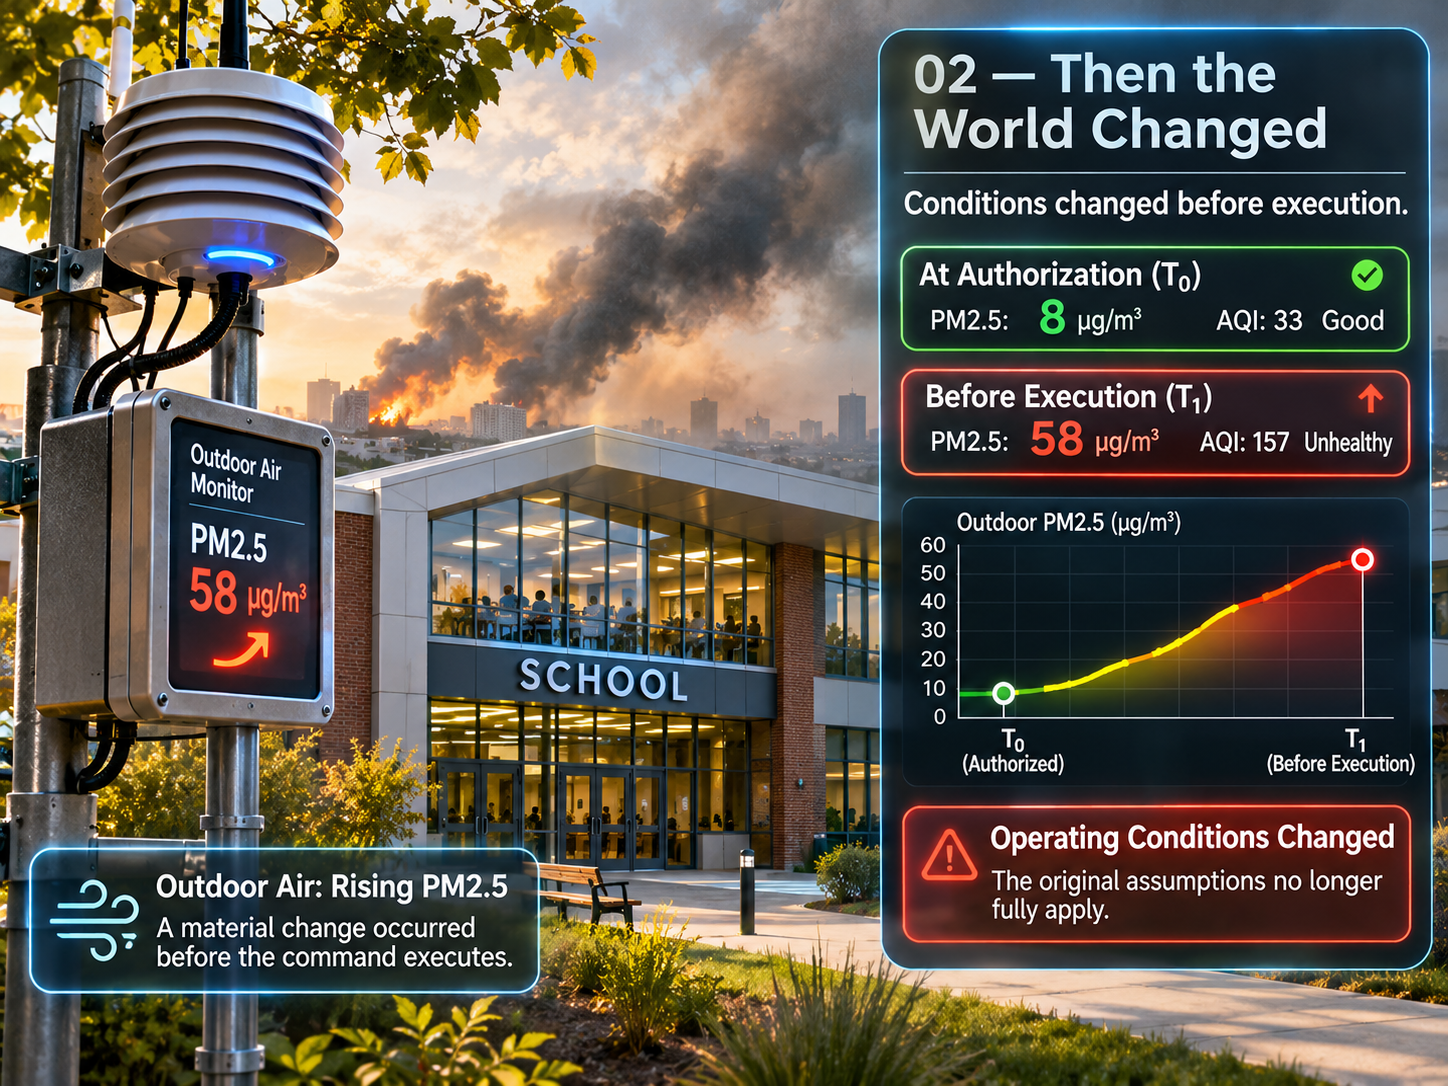 02 — Then the
World Changed
Conditions changed before execution.
At Authorization (T₀)
PM2.5: 8 µg/m³ AQI: 33 Good
Before Execution (T₁)
PM2.5: 58 µg/m³ AQI: 157 Unhealthy
Outdoor PM2.5 (µg/m³)
60
50
40
30
20
10
0
T₀
(Authorized)
T₁
(Before Execution)
Operating Conditions Changed
The original assumptions no longer
fully apply.
Outdoor Air
Monitor
PM2.5
58 µg/m³
SCHOOL
Outdoor Air: Rising PM2.5
A material change occurred
before the command executes.